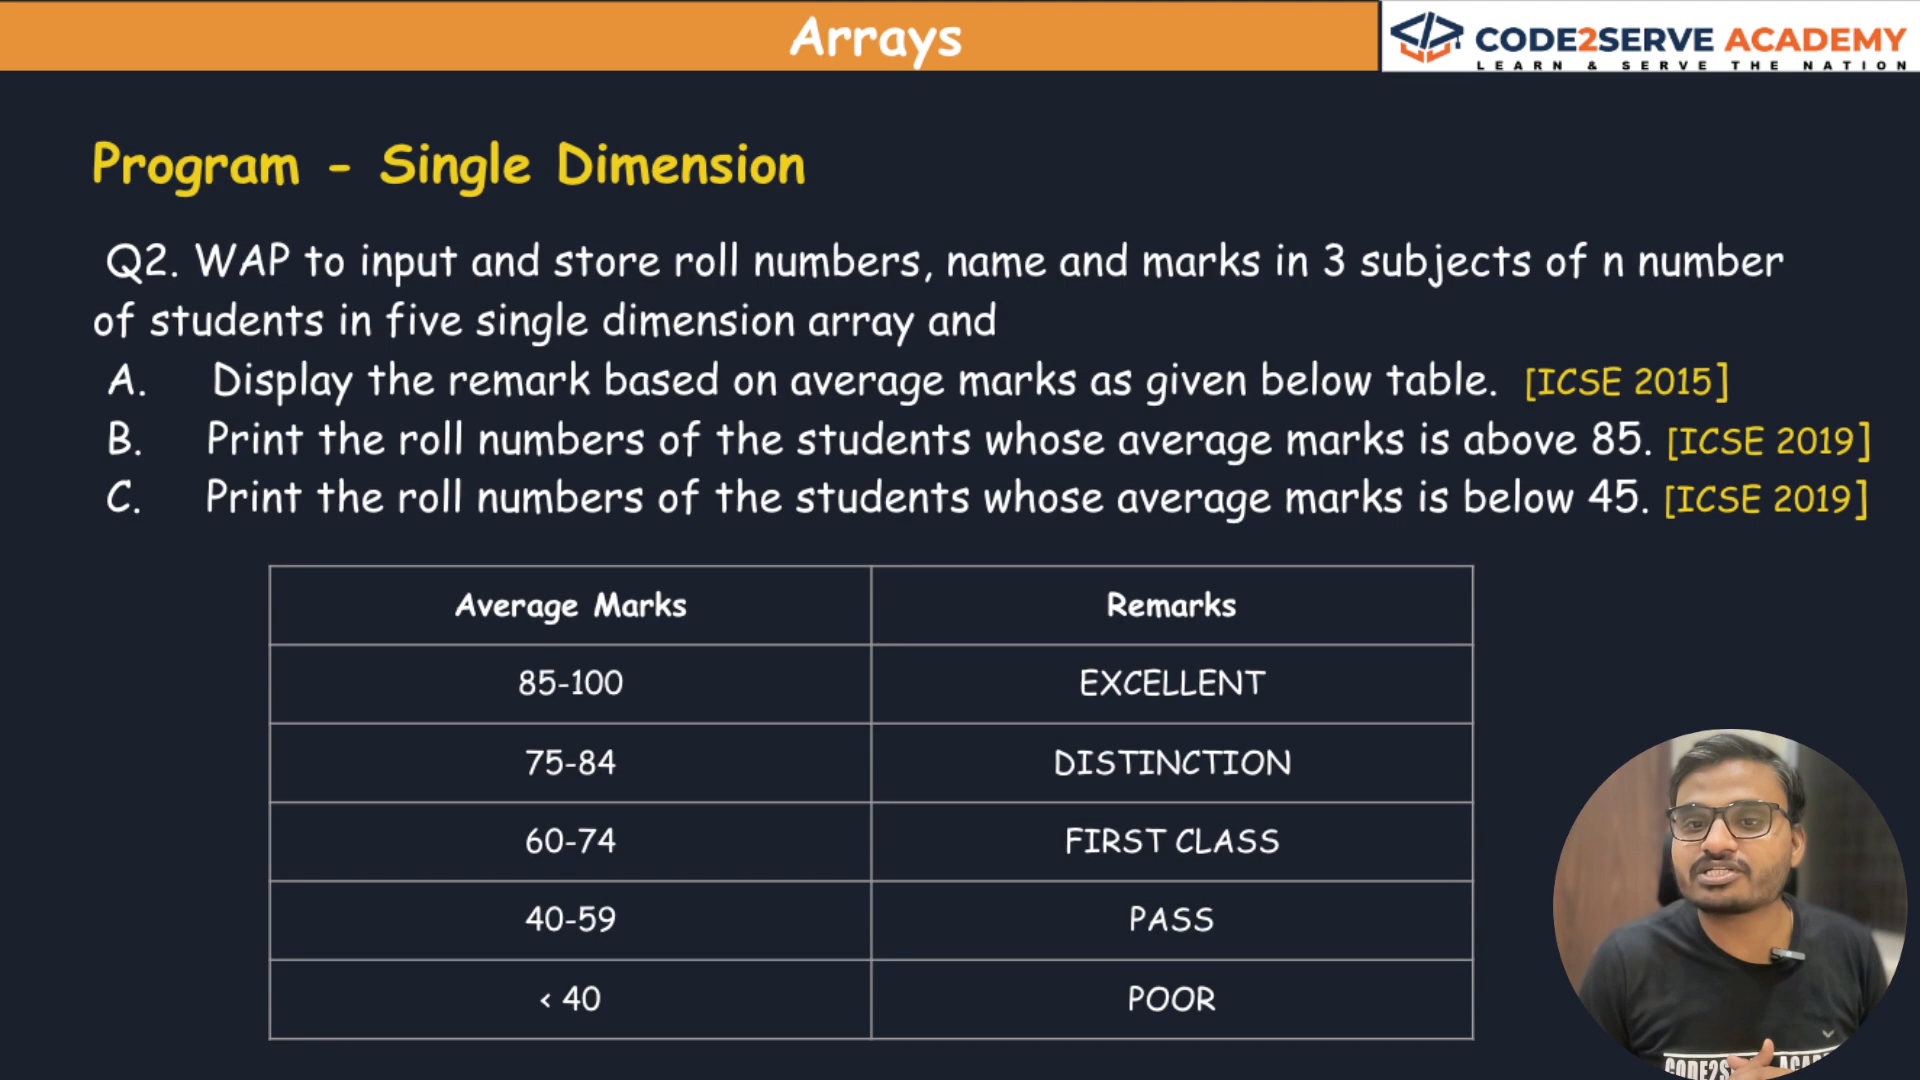 Arrays
CODE2SERVE ACADEMY
LEARN & SERVE THE NATION
Program - Single Dimension
Q2. WAP to input and store roll numbers, name and marks in 3 subjects of n number
of students in five single dimension array and
A. Display the remark based on average marks as given below table. [ICSE 2015]
B. Print the roll numbers of the students whose average marks is above 85. [ICSE 2019]
C. Print the roll numbers of the students whose average marks is below 45. [ICSE 2019]
Average Marks Remarks
85-100 EXCELLENT
75-84 DISTINCTION
60-74 FIRST CLASS
40-59 PASS
< 40 POOR